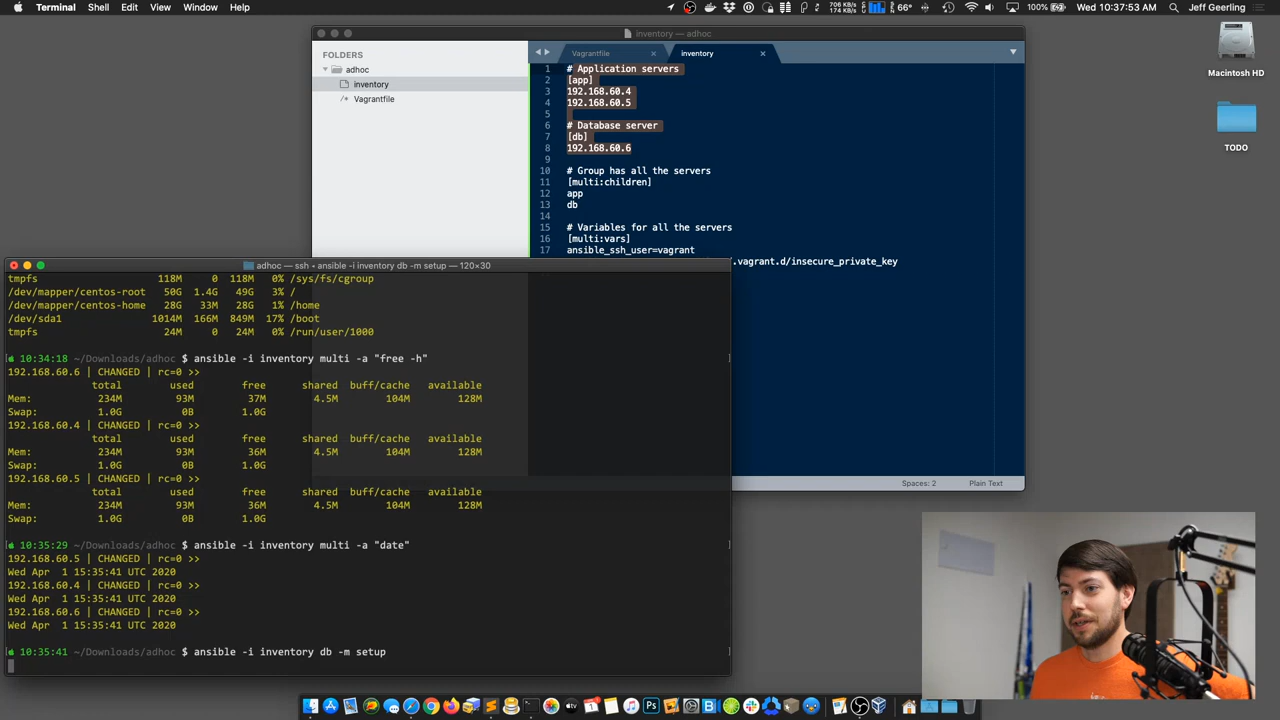 Terminal Shell Edit View Window Help
706 KB/s
174 KB/s
66°
100%
Wed Apr 1 10:37:53 AM Jeff Geerling
inventory — adhoc
FOLDERS
adhoc
inventory
Vagrantfile
Vagrantfile
inventory
1 # Application servers
2 [app]
3 192.168.60.4
4 192.168.60.5
5
6 # Database server
7 [db]
8 192.168.60.6
9
10 # Group has all the servers
11 [multi:children]
12 app
13 db
14
15 # Variables for all the servers
16 [multi:vars]
17 ansible_ssh_user=vagrant
.vagrant.d/insecure_private_key
Spaces: 2 Plain Text
Macintosh HD
TODO
adhoc — ssh • ansible -i inventory db -m setup — 120×30
tmpfs 118M 0 118M 0% /sys/fs/cgroup
/dev/mapper/centos-root 50G 1.4G 49G 3% /
/dev/mapper/centos-home 28G 33M 28G 1% /home
/dev/sda1 1014M 166M 849M 17% /boot
tmpfs 24M 0 24M 0% /run/user/1000
10:34:18 ~/Downloads/adhoc $ ansible -i inventory multi -a "free -h"
192.168.60.6 | CHANGED | rc=0 >>
total used free shared buff/cache available
Mem: 234M 93M 37M 4.5M 104M 128M
Swap: 1.0G 0B 1.0G
192.168.60.4 | CHANGED | rc=0 >>
total used free shared buff/cache available
Mem: 234M 93M 36M 4.5M 104M 128M
Swap: 1.0G 0B 1.0G
192.168.60.5 | CHANGED | rc=0 >>
total used free shared buff/cache available
Mem: 234M 93M 36M 4.5M 104M 128M
Swap: 1.0G 0B 1.0G
10:35:29 ~/Downloads/adhoc $ ansible -i inventory multi -a "date"
192.168.60.5 | CHANGED | rc=0 >>
Wed Apr 1 15:35:41 UTC 2020
192.168.60.4 | CHANGED | rc=0 >>
Wed Apr 1 15:35:41 UTC 2020
192.168.60.6 | CHANGED | rc=0 >>
Wed Apr 1 15:35:41 UTC 2020
10:35:41 ~/Downloads/adhoc $ ansible -i inventory db -m setup